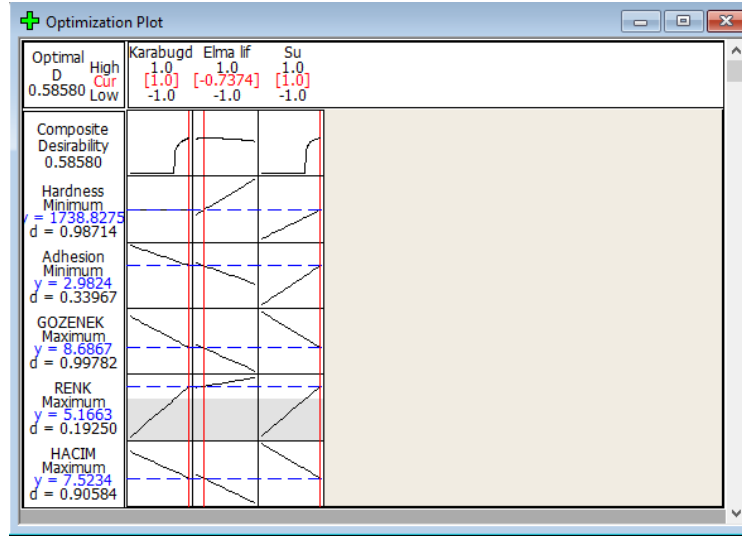 Optimization Plot
Optimal
D
0.58580
High
Cur
Low
Karabugd
1.0
[1.0]
-1.0
Elma lif
1.0
[-0.7374]
-1.0
Su
1.0
[1.0]
-1.0
Composite
Desirability
0.58580
Hardness
Minimum
y = 1738.8275
d = 0.98714
Adhesion
Minimum
y = 2.9824
d = 0.33967
GOZENEK
Maximum
y = 8.6867
d = 0.99782
RENK
Maximum
y = 5.1663
d = 0.19250
HACIM
Maximum
y = 7.5234
d = 0.90584